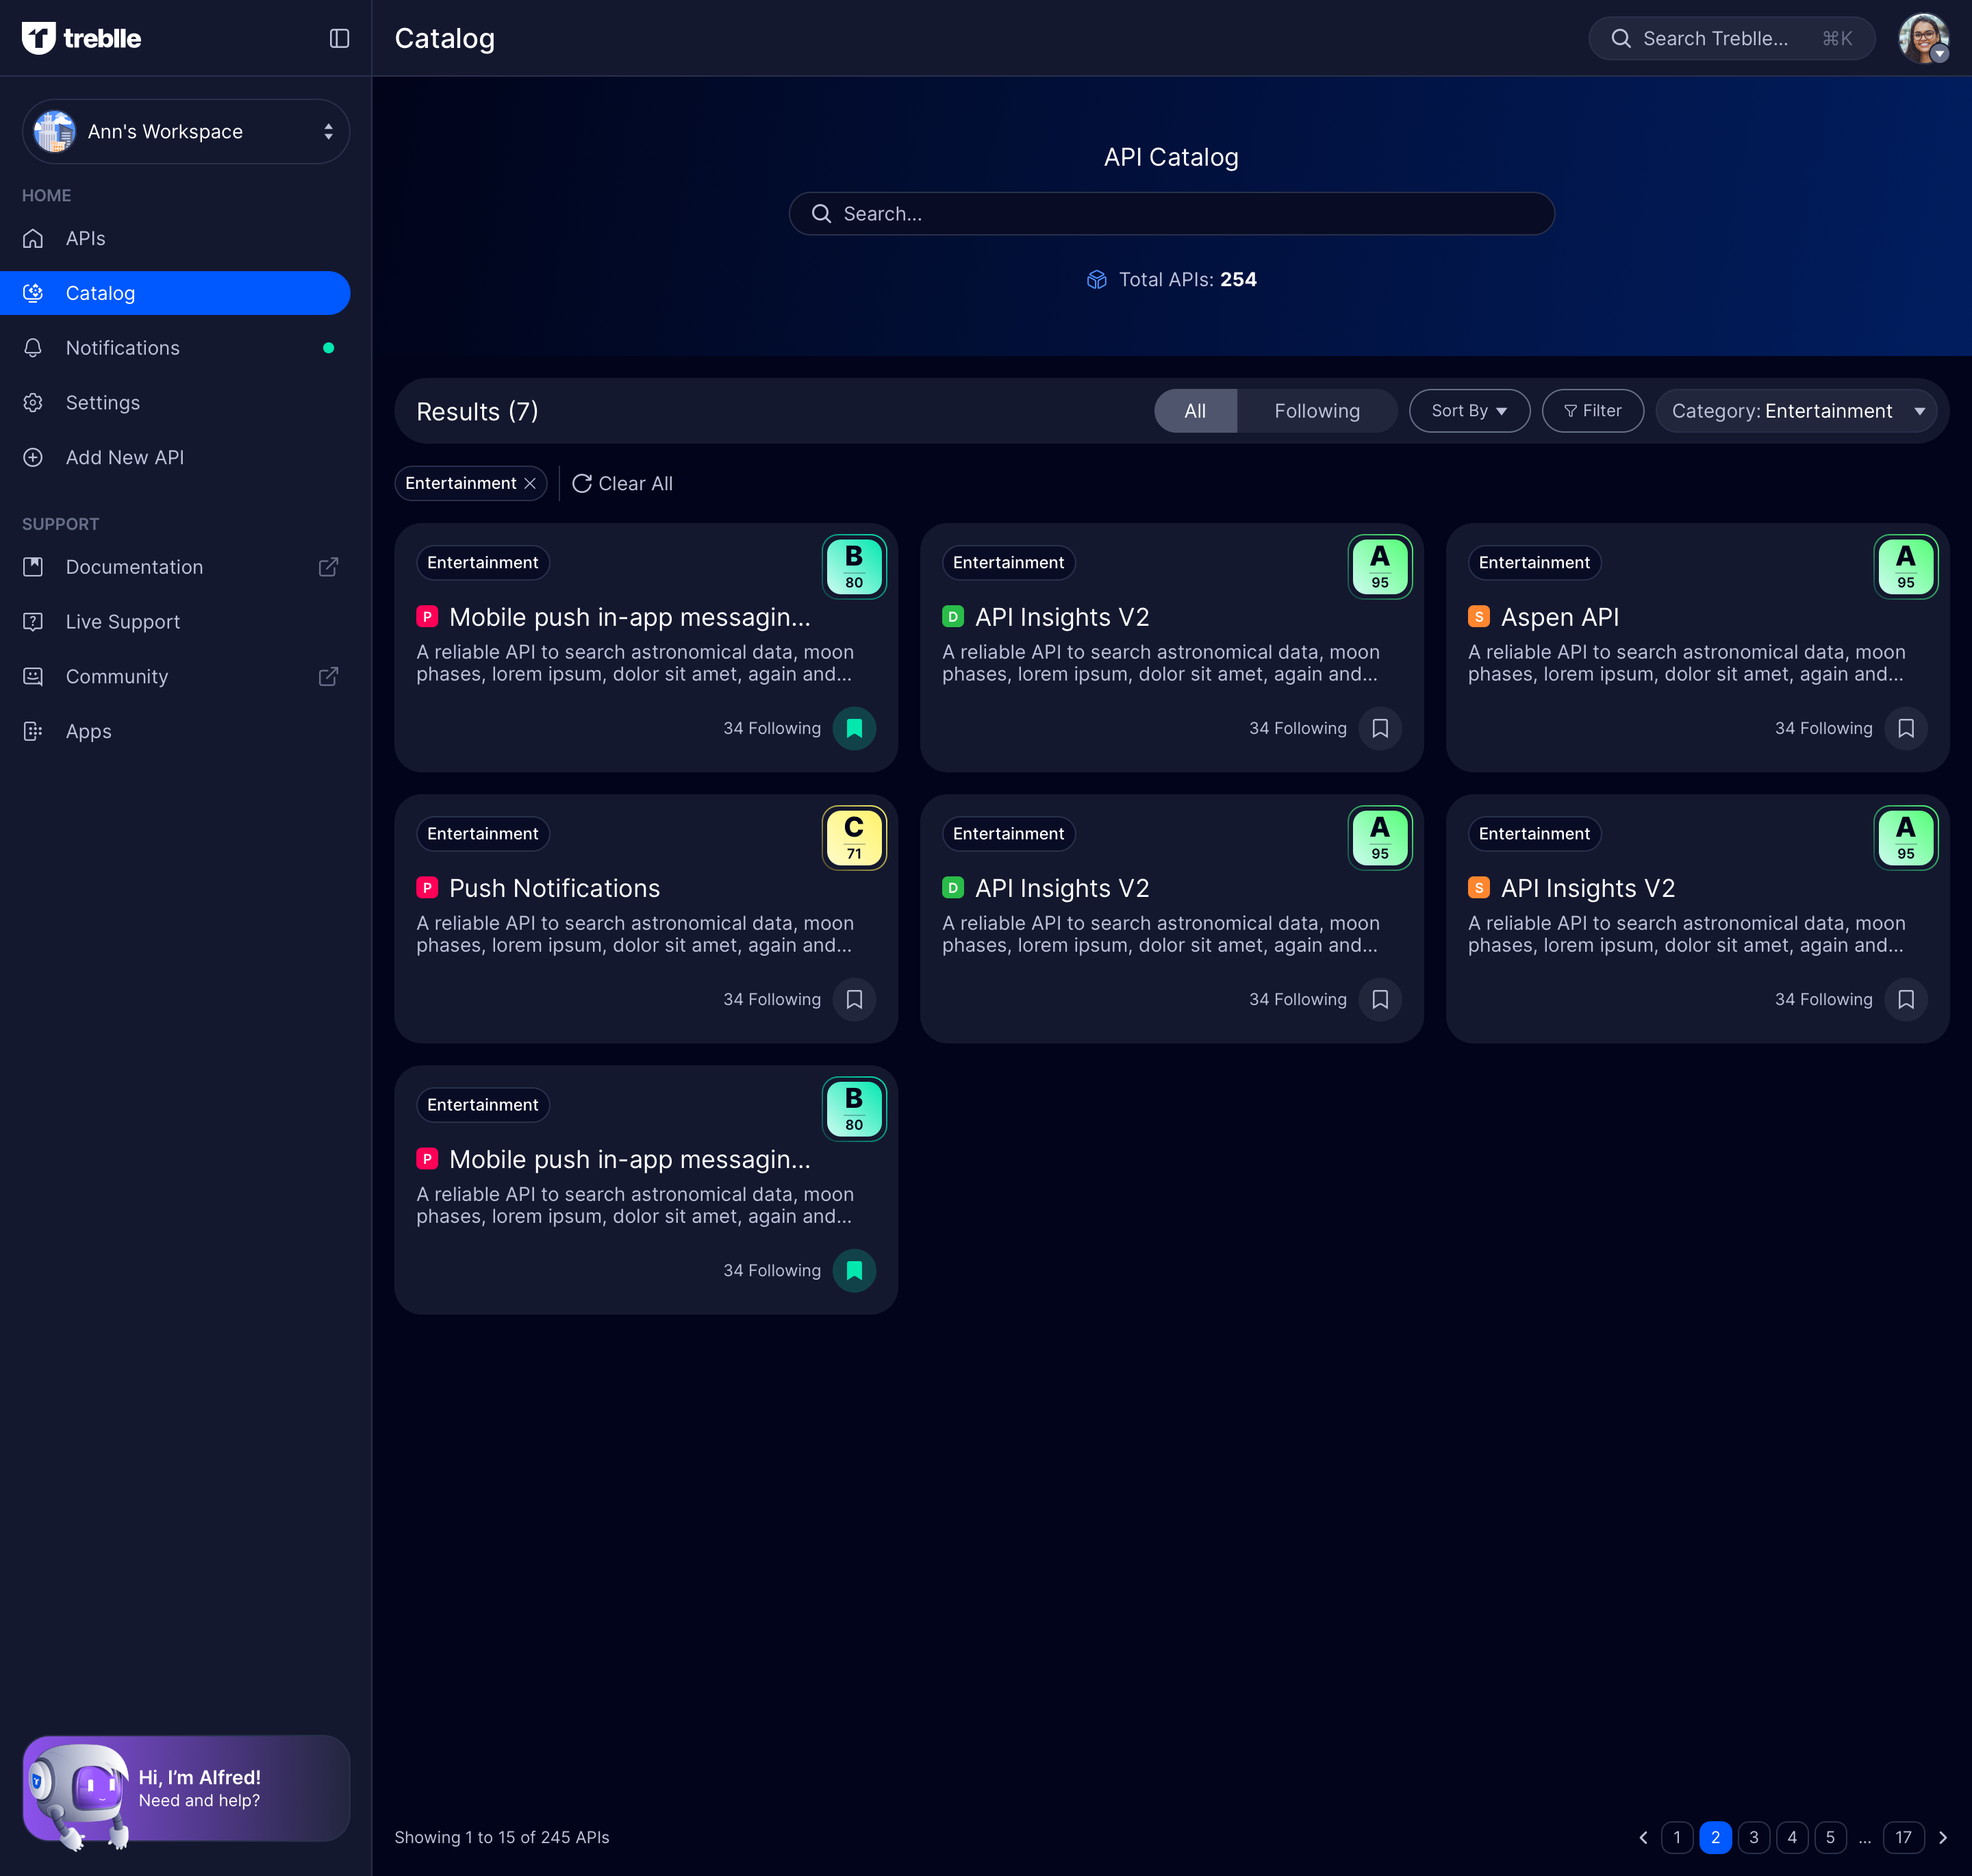 treblle
Catalog
Search Treblle...
⌘K
Ann's Workspace
HOME
APIs
Catalog
Notifications
Settings
Add New API
SUPPORT
Documentation
Live Support
Community
Apps
Hi, I'm Alfred!
Need and help?
API Catalog
Search...
Total APIs: 254
Results (7)
All
Following
Sort By
Filter
Category: Entertainment
Entertainment
Clear All
Entertainment
B
80
P
Mobile push in-app messagin...
A reliable API to search astronomical data, moon
phases, lorem ipsum, dolor sit amet, again and...
34 Following
Entertainment
A
95
D
API Insights V2
A reliable API to search astronomical data, moon
phases, lorem ipsum, dolor sit amet, again and...
34 Following
Entertainment
A
95
S
Aspen API
A reliable API to search astronomical data, moon
phases, lorem ipsum, dolor sit amet, again and...
34 Following
Entertainment
C
71
P
Push Notifications
A reliable API to search astronomical data, moon
phases, lorem ipsum, dolor sit amet, again and...
34 Following
Entertainment
A
95
D
API Insights V2
A reliable API to search astronomical data, moon
phases, lorem ipsum, dolor sit amet, again and...
34 Following
Entertainment
A
95
S
API Insights V2
A reliable API to search astronomical data, moon
phases, lorem ipsum, dolor sit amet, again and...
34 Following
Entertainment
B
80
P
Mobile push in-app messagin...
A reliable API to search astronomical data, moon
phases, lorem ipsum, dolor sit amet, again and...
34 Following
Showing 1 to 15 of 245 APIs
1 2 3 4 5 ... 17